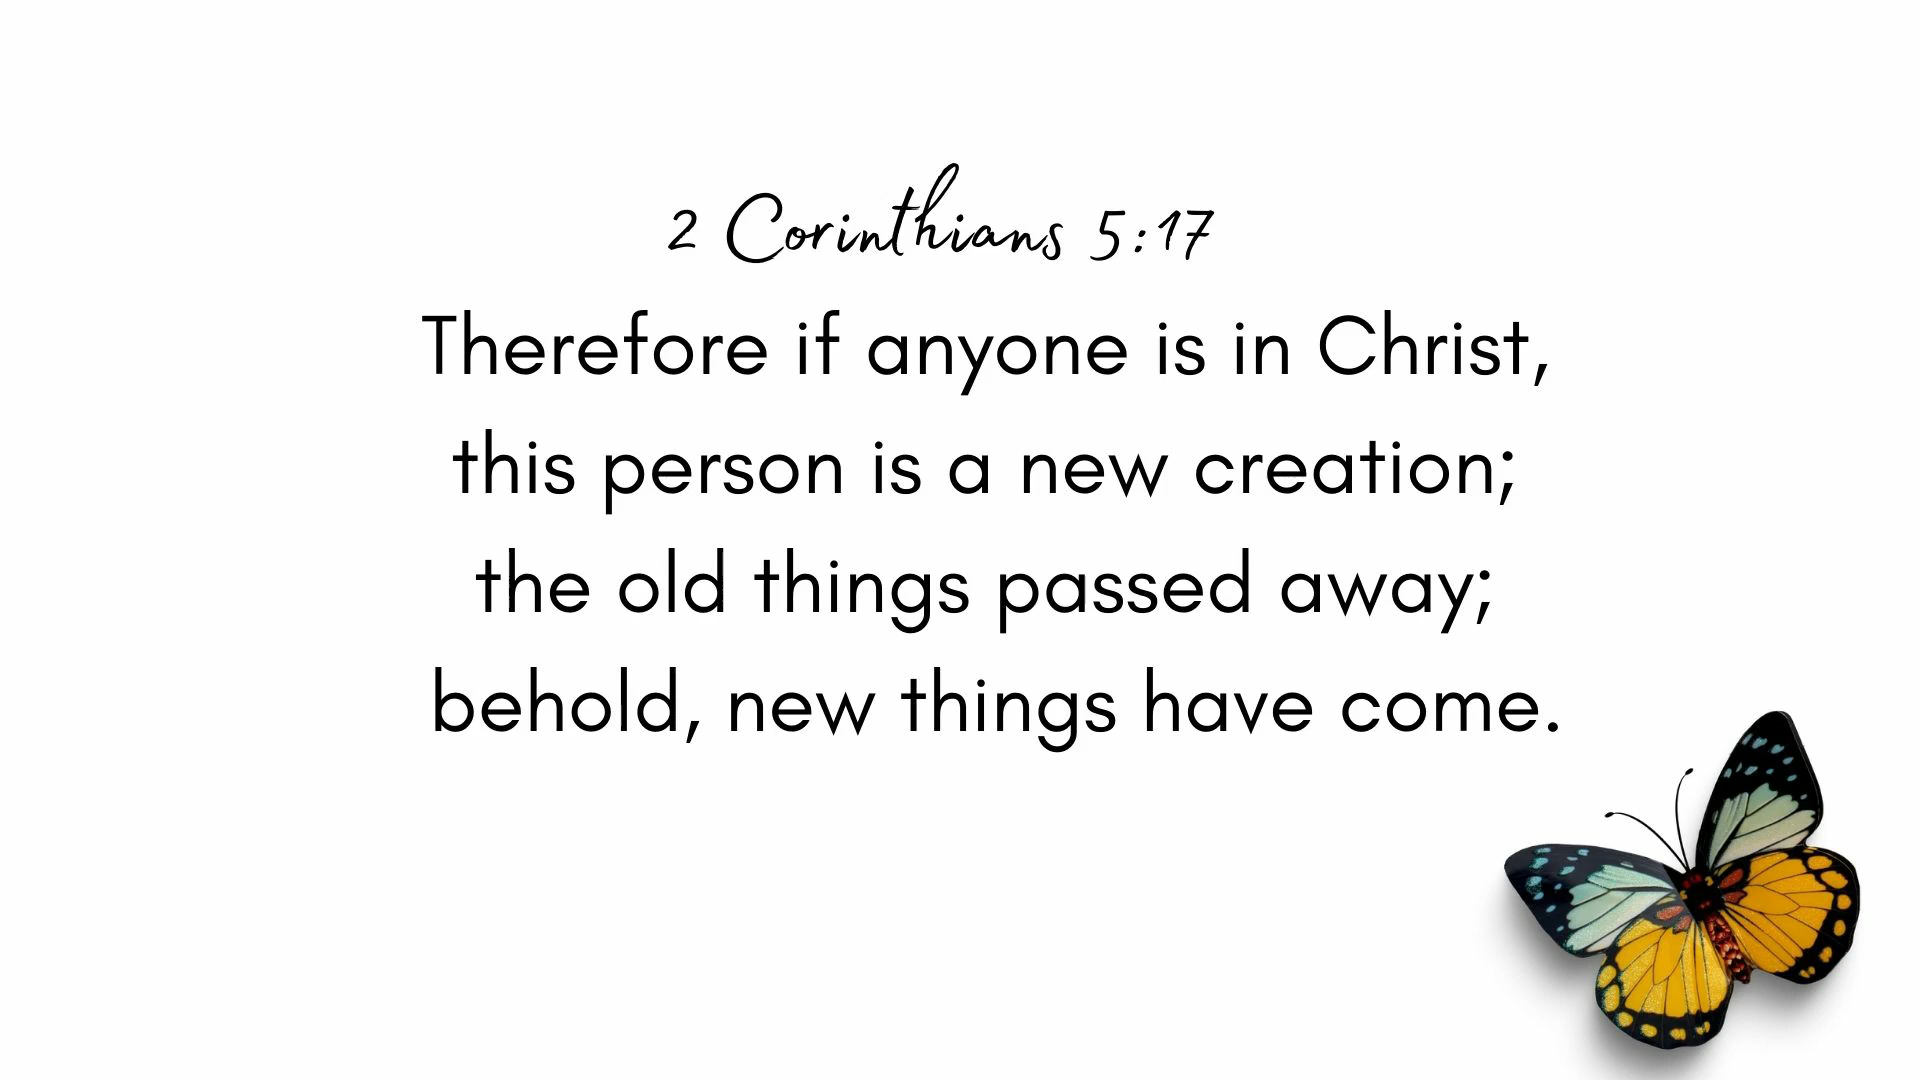 2 Corinthians 5:17
Therefore if anyone is in Christ,
this person is a new creation;
the old things passed away;
behold, new things have come.